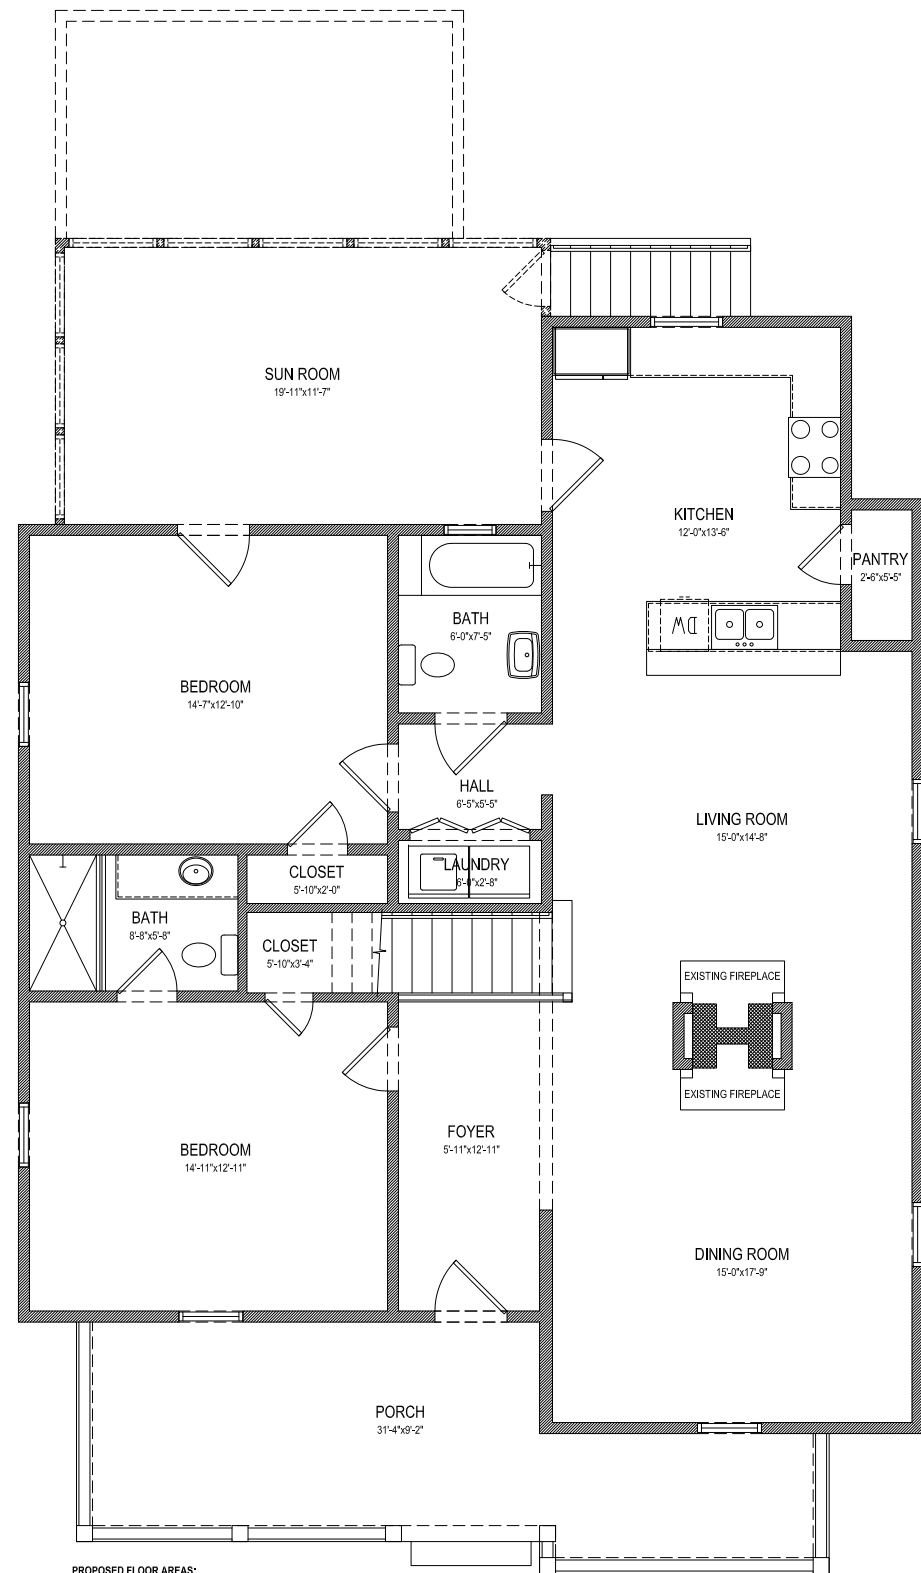 SUN ROOM
19'-11"x11'-7"
KITCHEN
12'-0"x13'-6"
PANTRY
2'-6"x5'-5"
BATH
6'-0"x7'-5"
DW
BEDROOM
14'-7"x12'-10"
HALL
6'-5"x5'-5"
LIVING ROOM
15'-0"x14'-8"
CLOSET
5'-10"x2'-0"
LAUNDRY
6'-0"x2'-8"
BATH
8'-8"x5'-8"
CLOSET
5'-10"x3'-4"
EXISTING FIREPLACE
EXISTING FIREPLACE
FOYER
5'-11"x12'-11"
BEDROOM
14'-11"x12'-11"
DINING ROOM
15'-0"x17'-9"
PORCH
31'-4"x9'-2"
PROPOSED FLOOR AREAS: